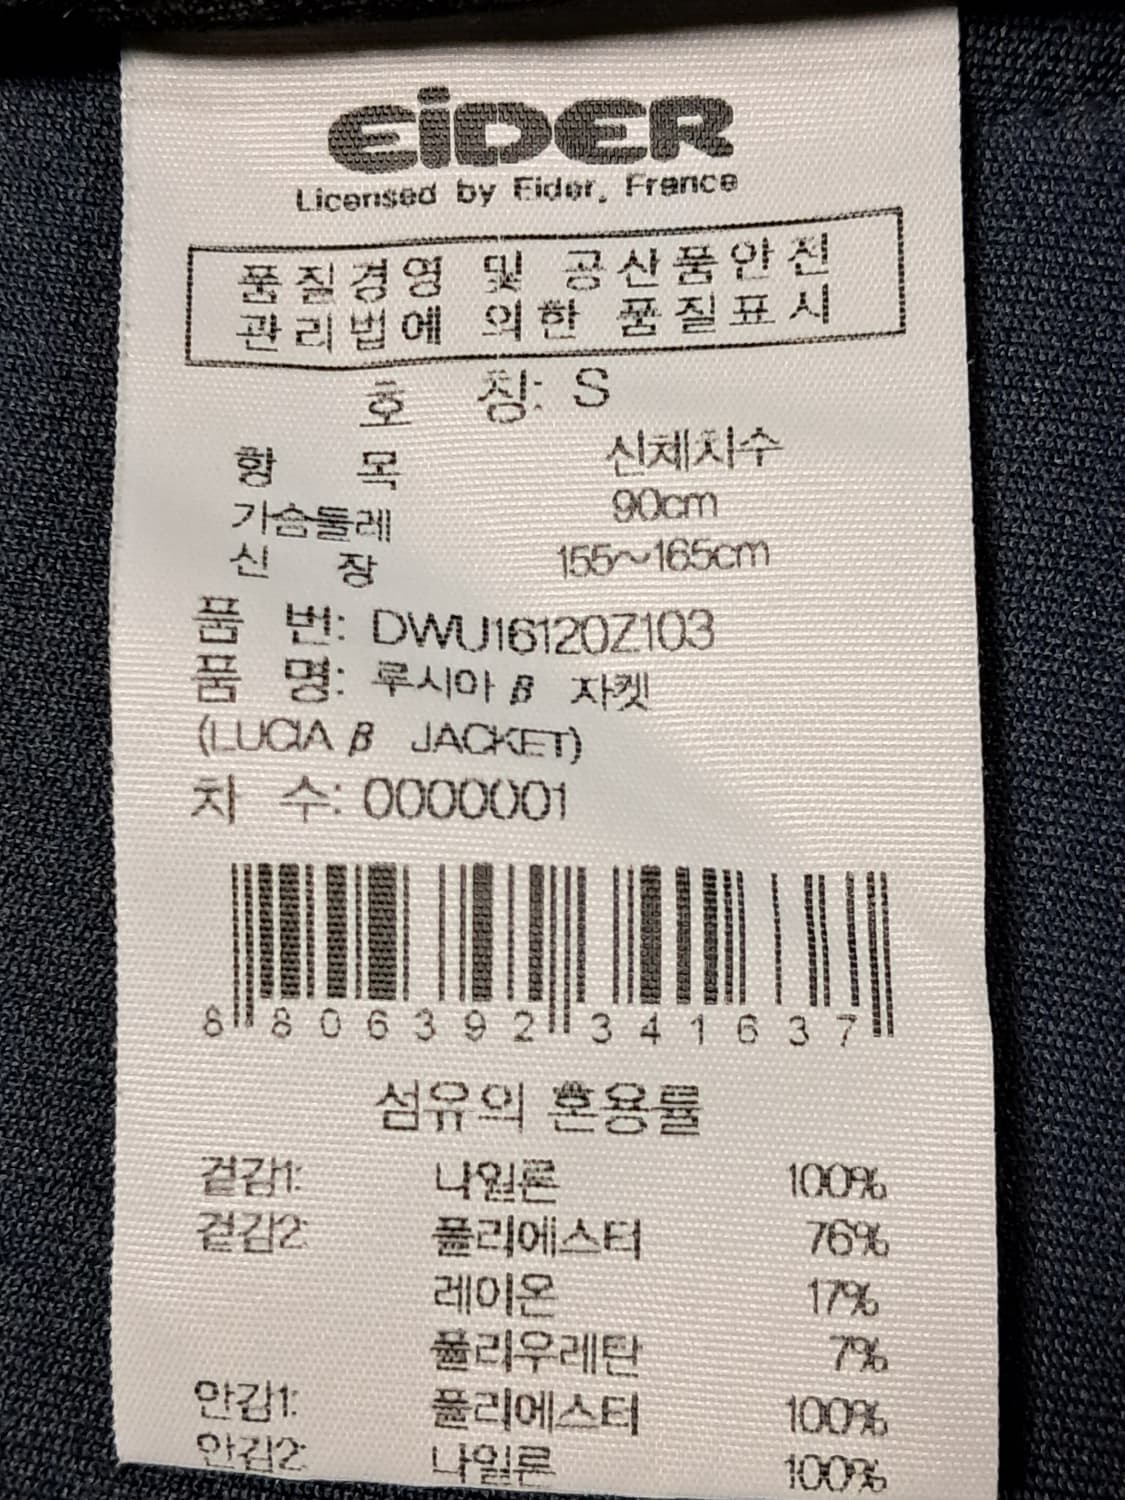 EiDER
Licensed by Eider, France
품질경영 및 공산품안전
관리법에 의한 품질표시
호 칭: S
항 목 신체치수
가슴둘레 90cm
신 장 155~165cm
품 번: DWU16120Z103
품 명: 루시아 β 자켓
(LUCIA β JACKET)
차 수: 0000001
8 806392 341637
섬유의 혼용률
겉감1: 나일론 100%
겉감2: 폴리에스터 76%
레이온 17%
폴리우레탄 7%
안감1: 폴리에스터 100%
안감2: 나일론 100%